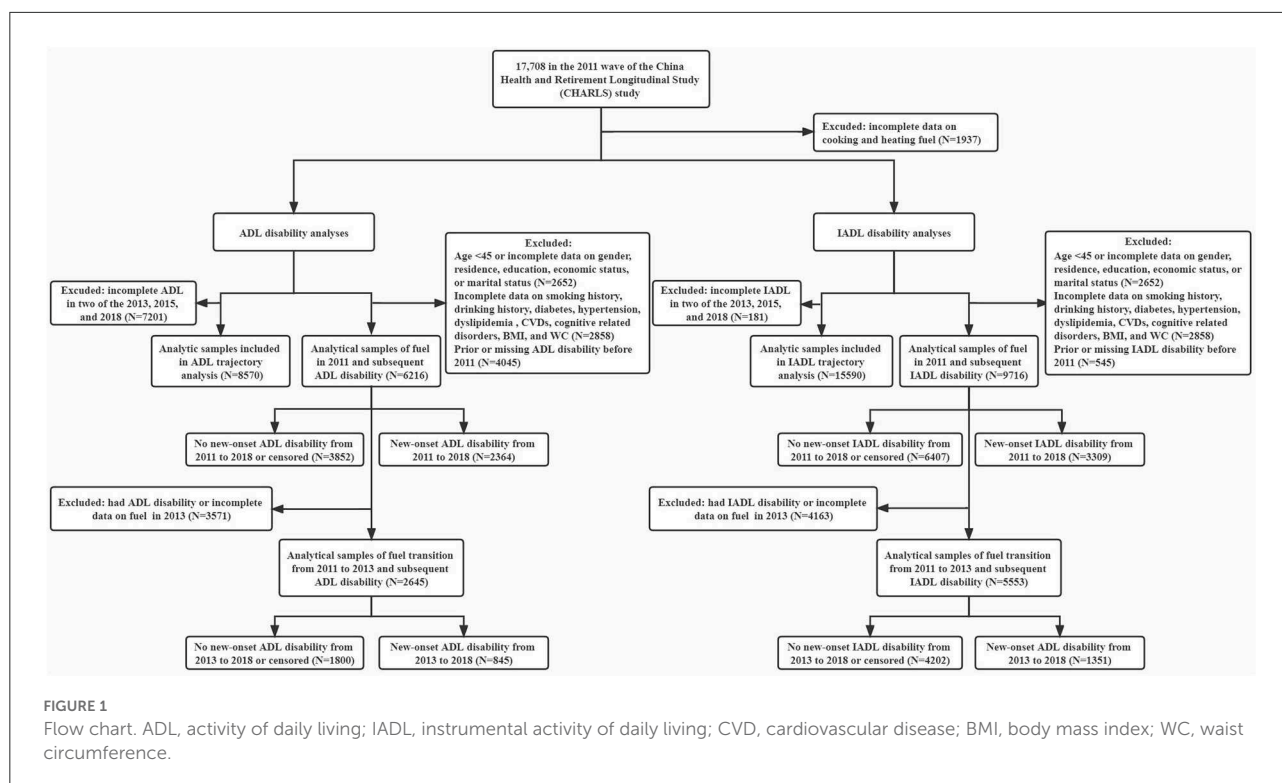 17,708 in the 2011 wave of the China
Health and Retirement Longitudinal Study
(CHARLS) study
Excuded: incomplete data on
cooking and heating fuel (N=1937)
ADL disability analyses
IADL disability analyses
Excuded: incomplete ADL
in two of the 2013, 2015,
and 2018 (N=7201)
Excluded:
Age <45 or incomplete data on gender,
residence, education, economic status,
or marital status (N=2652)
Incomplete data on smoking history,
drinking history, diabetes, hypertension,
dyslipidemia , CVDs, cognitive related
disorders, BMI, and WC (N=2858)
Prior or missing ADL disability before
2011 (N=4045)
Excluded: incomplete IADL
in two of the 2013, 2015,
and 2018 (N=181)
Excluded:
Age <45 or incomplete data on gender,
residence, education, economic status, or
marital status (N=2652)
Incomplete data on smoking history,
drinking history, diabetes, hypertension,
dyslipidemia, CVDs, cognitive related
disorders, BMI, and WC (N=2858)
Prior or missing IADL disability before
2011 (N=545)
Analytic samples included
in ADL trajectory
analysis (N=8570)
Analytical samples of fuel
in 2011 and subsequent
ADL disability (N=6216)
Analytic samples included
in IADL trajectory
analysis (N=15590)
Analytical samples of fuel
in 2011 and subsequent
IADL disability (N=9716)
No new-onset ADL disability from
2011 to 2018 or censored (N=3852)
New-onset ADL disability from
2011 to 2018 (N=2364)
No new-onset IADL disability from
2011 to 2018 or censored (N=6407)
New-onset IADL disability from
2011 to 2018 (N=3309)
Excluded: had ADL disability or incomplete
data on fuel in 2013 (N=3571)
Excluded: had IADL disability or incomplete
data on fuel in 2013 (N=4163)
Analytical samples of fuel transition
from 2011 to 2013 and subsequent
ADL disability (N=2645)
Analytical samples of fuel transition
from 2011 to 2013 and subsequent
IADL disability (N=5553)
No new-onset ADL disability from
2013 to 2018 or censored (N=1800)
New-onset ADL disability from
2013 to 2018 (N=845)
No new-onset IADL disability from
2013 to 2018 or censored (N=4202)
New-onset ADL disability from
2013 to 2018 (N=1351)
FIGURE 1
Flow chart. ADL, activity of daily living; IADL, instrumental activity of daily living; CVD, cardiovascular disease; BMI, body mass index; WC, waist
circumference.